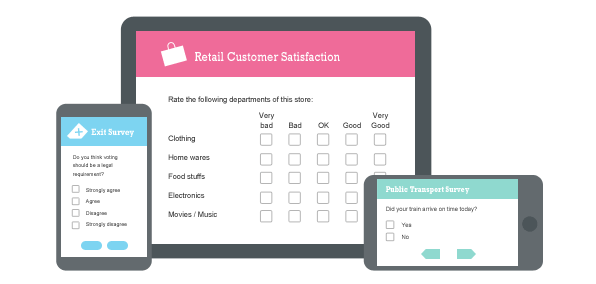 Retail Customer Satisfaction
Rate the following departments of this store:
Very bad Bad OK Good Very Good
Clothing
Home wares
Food stuffs
Electronics
Movies / Music
Exit Survey
Do you think voting
should be a legal
requirement?
Strongly agree
Agree
Disagree
Strongly disagree
Public Transport Survey
Did your train arrive on time today?
Yes
No